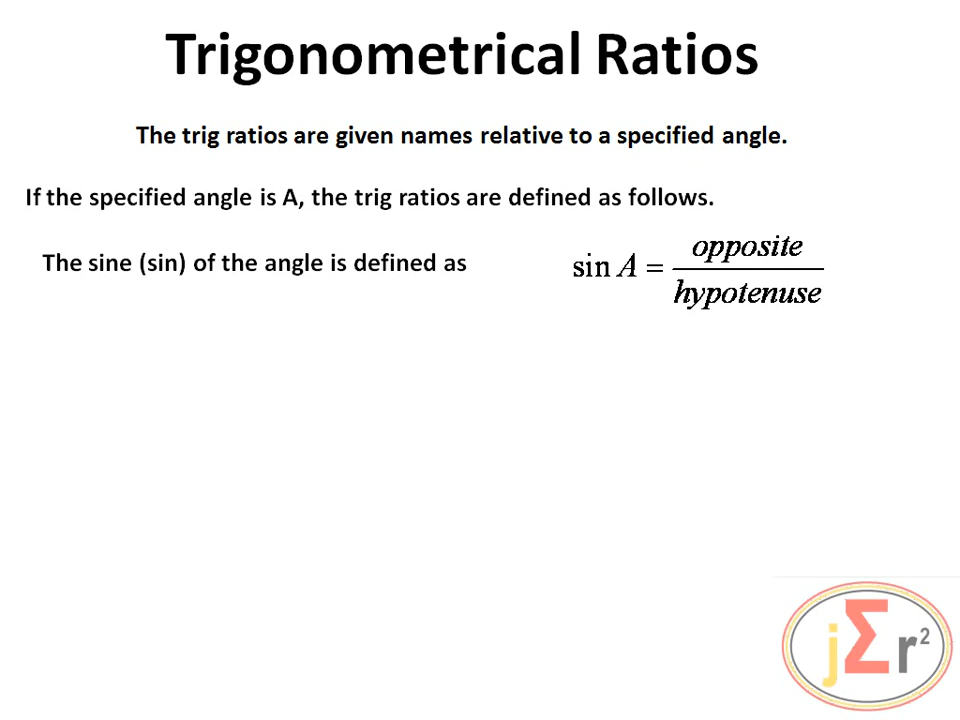 Trigonometrical Ratios
The trig ratios are given names relative to a specified angle.
If the specified angle is A, the trig ratios are defined as follows.
The sine (sin) of the angle is defined as sin A = opposite / hypotenuse
jΣr²